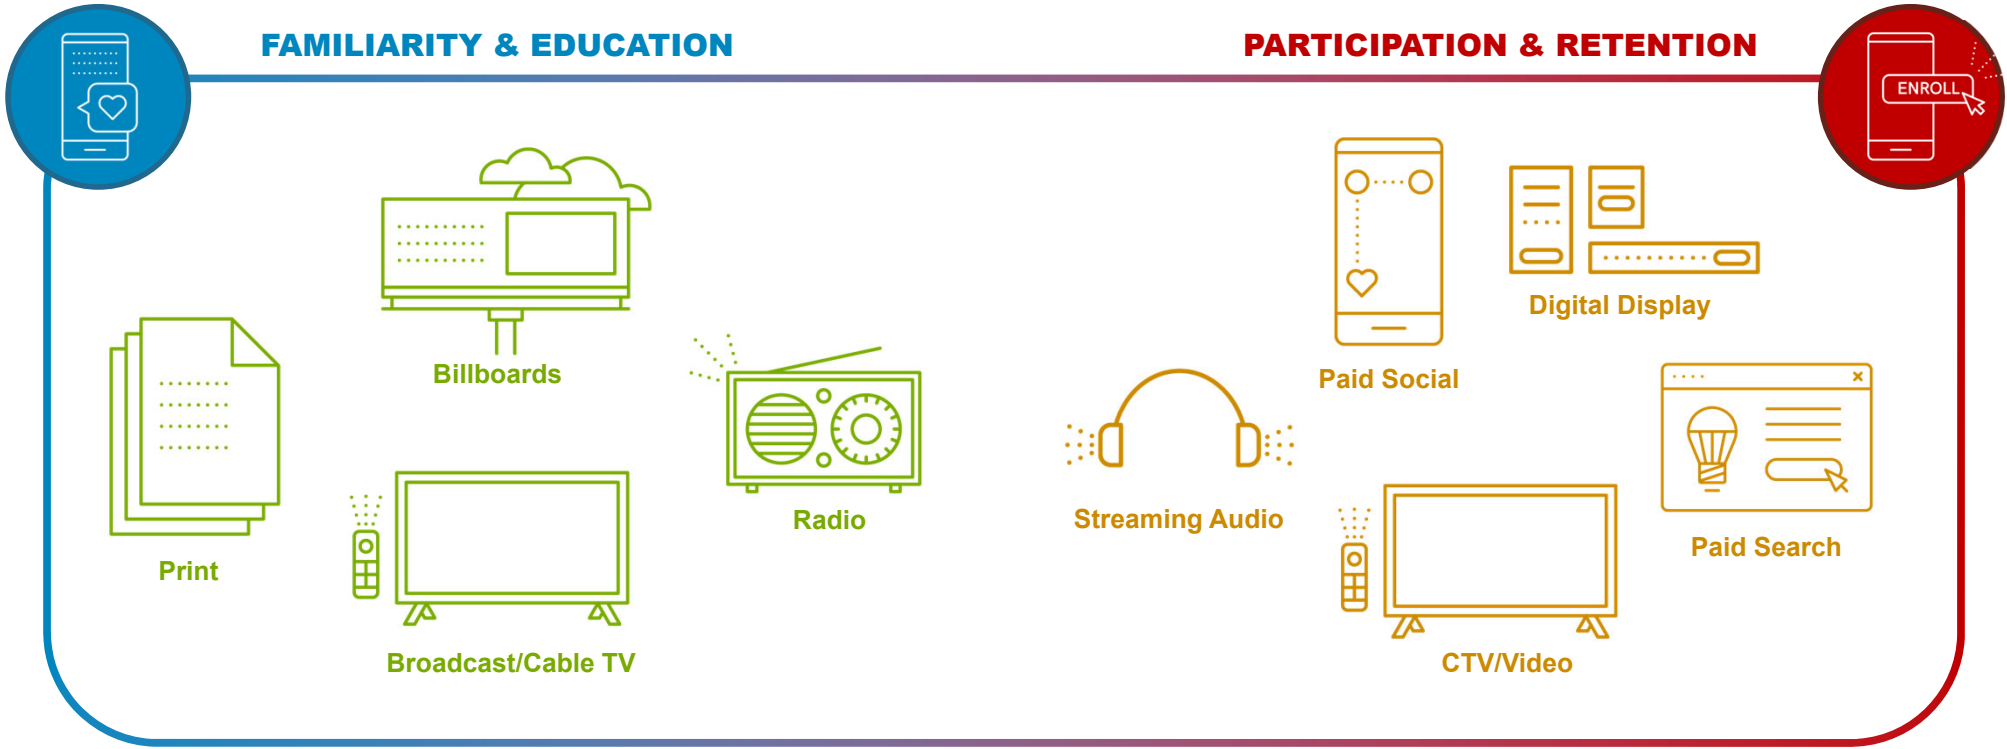 FAMILIARITY & EDUCATION
PARTICIPATION & RETENTION
ENROLL
Billboards
Print
Radio
Broadcast/Cable TV
Paid Social
Digital Display
Streaming Audio
Paid Search
CTV/Video